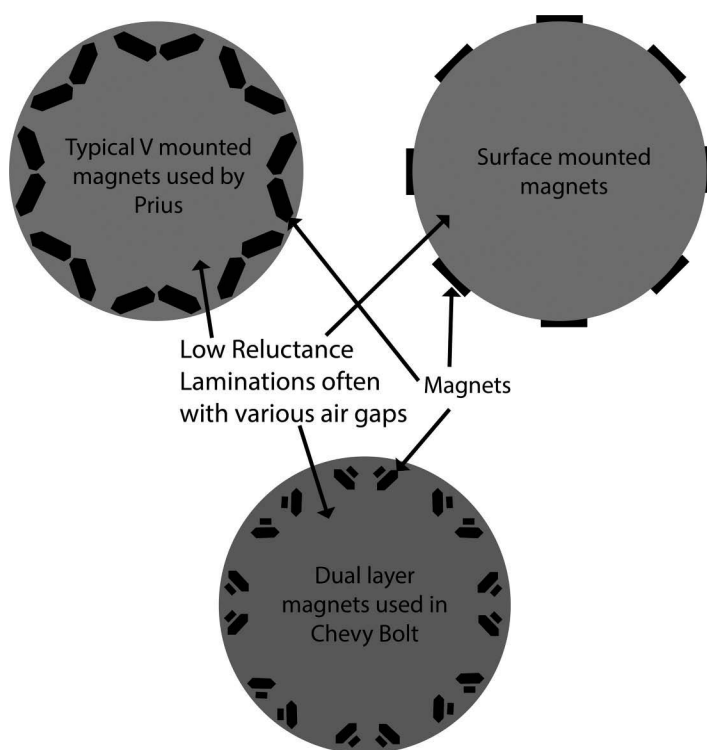 Typical V mounted
magnets used by
Prius
Surface mounted
magnets
Low Reluctance
Laminations often
with various air gaps
Magnets
Dual layer
magnets used in
Chevy Bolt